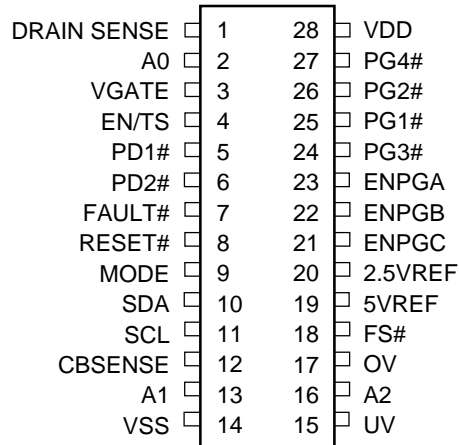 DRAIN SENSE 1 28 VDD
A0 2 27 PG4#
VGATE 3 26 PG2#
EN/TS 4 25 PG1#
PD1# 5 24 PG3#
PD2# 6 23 ENPGA
FAULT# 7 22 ENPGB
RESET# 8 21 ENPGC
MODE 9 20 2.5VREF
SDA 10 19 5VREF
SCL 11 18 FS#
CBSENSE 12 17 OV
A1 13 16 A2
VSS 14 15 UV